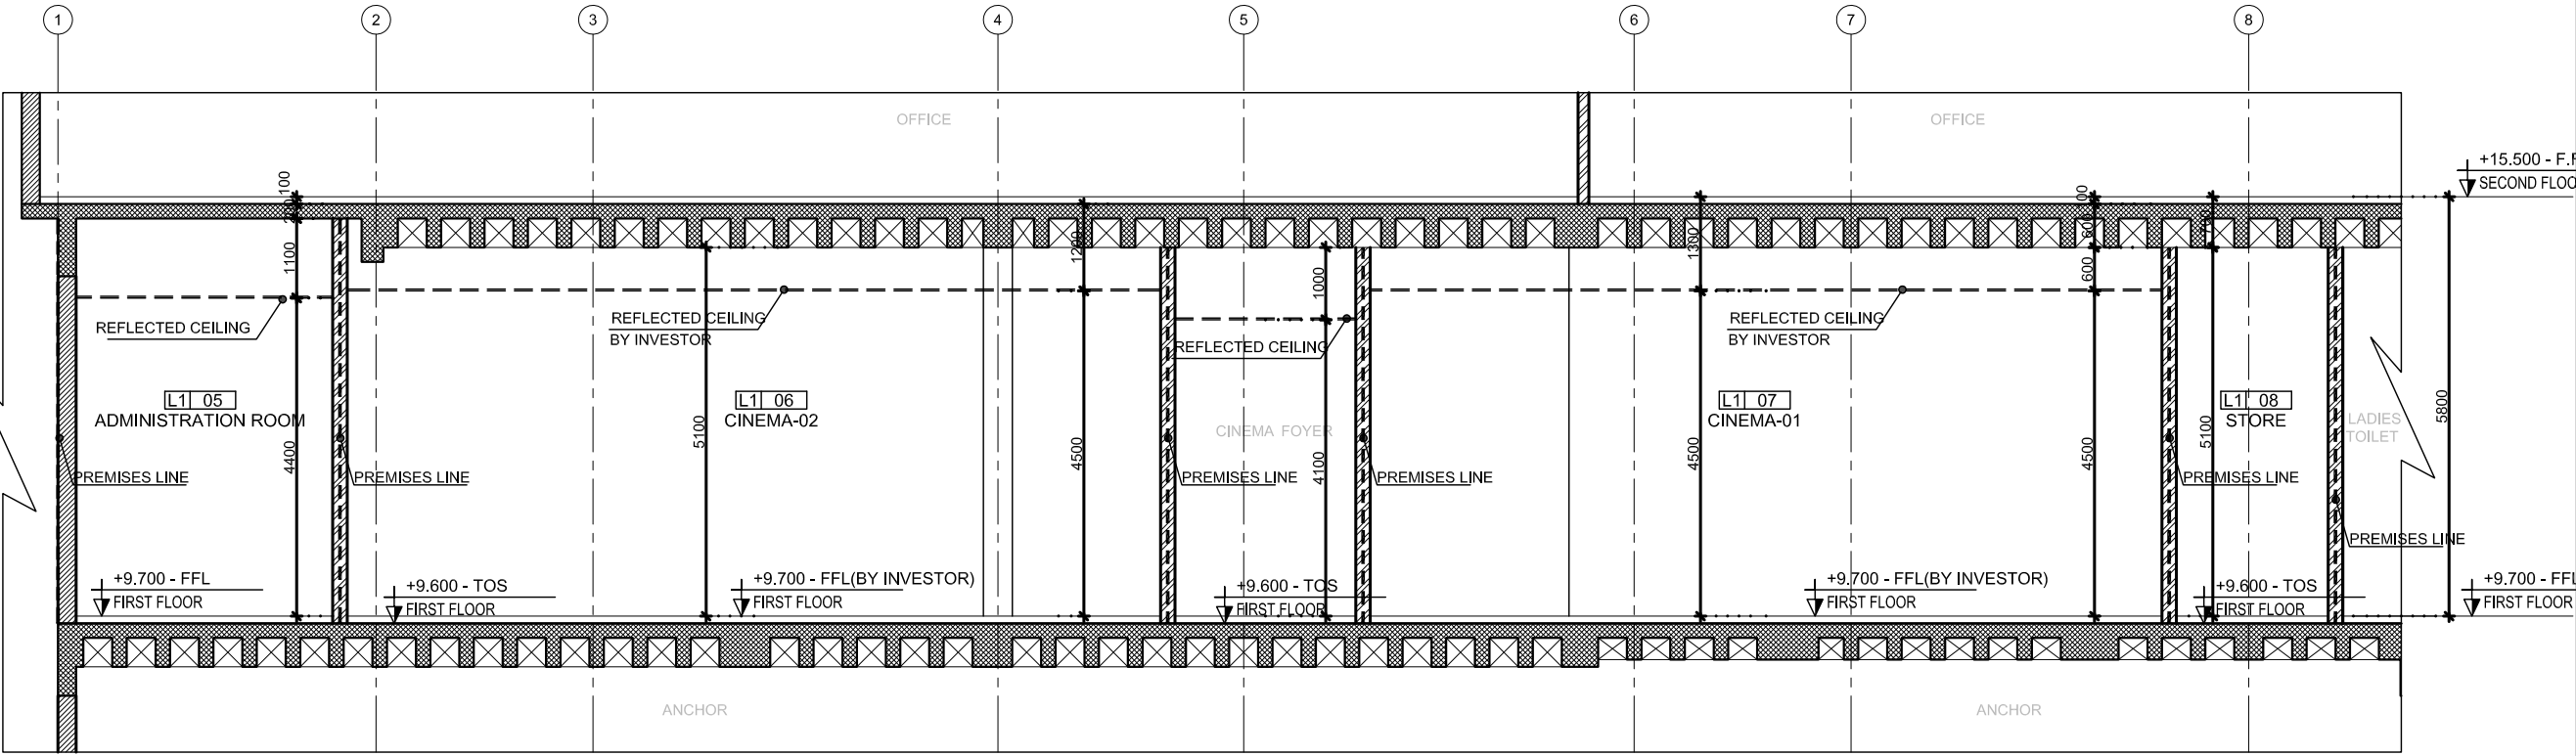 1
2
3
4
5
6
7
8
OFFICE
OFFICE
+15.500 - F.F
SECOND FLOO
100
100
600
1100
1200
1000
1300
600
REFLECTED CEILING
REFLECTED CEILING
BY INVESTOR
REFLECTED CEILING
REFLECTED CEILING
BY INVESTOR
L1 05
ADMINISTRATION ROOM
L1 06
CINEMA-02
CINEMA FOYER
L1 07
CINEMA-01
L1 08
STORE
LADIES
TOILET
4400
5100
4500
4100
4500
4500
5100
5800
PREMISES LINE
PREMISES LINE
PREMISES LINE
PREMISES LINE
PREMISES LINE
PREMISES LINE
+9.700 - FFL
FIRST FLOOR
+9.600 - TOS
FIRST FLOOR
+9.700 - FFL(BY INVESTOR)
FIRST FLOOR
+9.600 - TOS
FIRST FLOOR
+9.700 - FFL(BY INVESTOR)
FIRST FLOOR
+9.600 - TOS
FIRST FLOOR
+9.700 - FFL
FIRST FLOOR
ANCHOR
ANCHOR